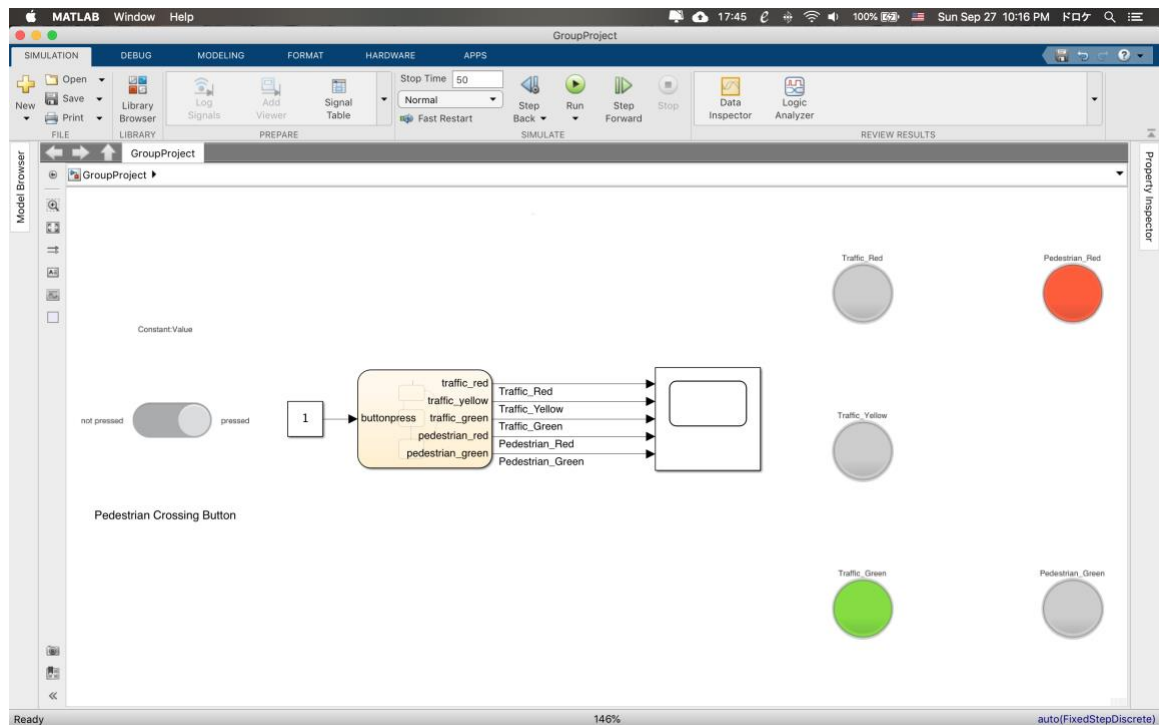 MATLAB Window Help
17:45 100% Sun Sep 27 10:16 PM ドロケ
GroupProject
SIMULATION DEBUG MODELING FORMAT HARDWARE APPS
New
Open
Save
Print
FILE
Library
Browser
LIBRARY
Log
Signals
Add
Viewer
Signal
Table
PREPARE
Stop Time 50
Normal
Fast Restart
Step
Back
Run
Step
Forward
Stop
SIMULATE
Data
Inspector
Logic
Analyzer
REVIEW RESULTS
Model Browser
GroupProject
GroupProject
Property Inspector
Constant:Value
not pressed
pressed
Pedestrian Crossing Button
1
buttonpress
traffic_red
traffic_yellow
traffic_green
pedestrian_red
pedestrian_green
Traffic_Red
Traffic_Yellow
Traffic_Green
Pedestrian_Red
Pedestrian_Green
Traffic_Red
Pedestrian_Red
Traffic_Yellow
Traffic_Green
Pedestrian_Green
Ready
146%
auto(FixedStepDiscrete)